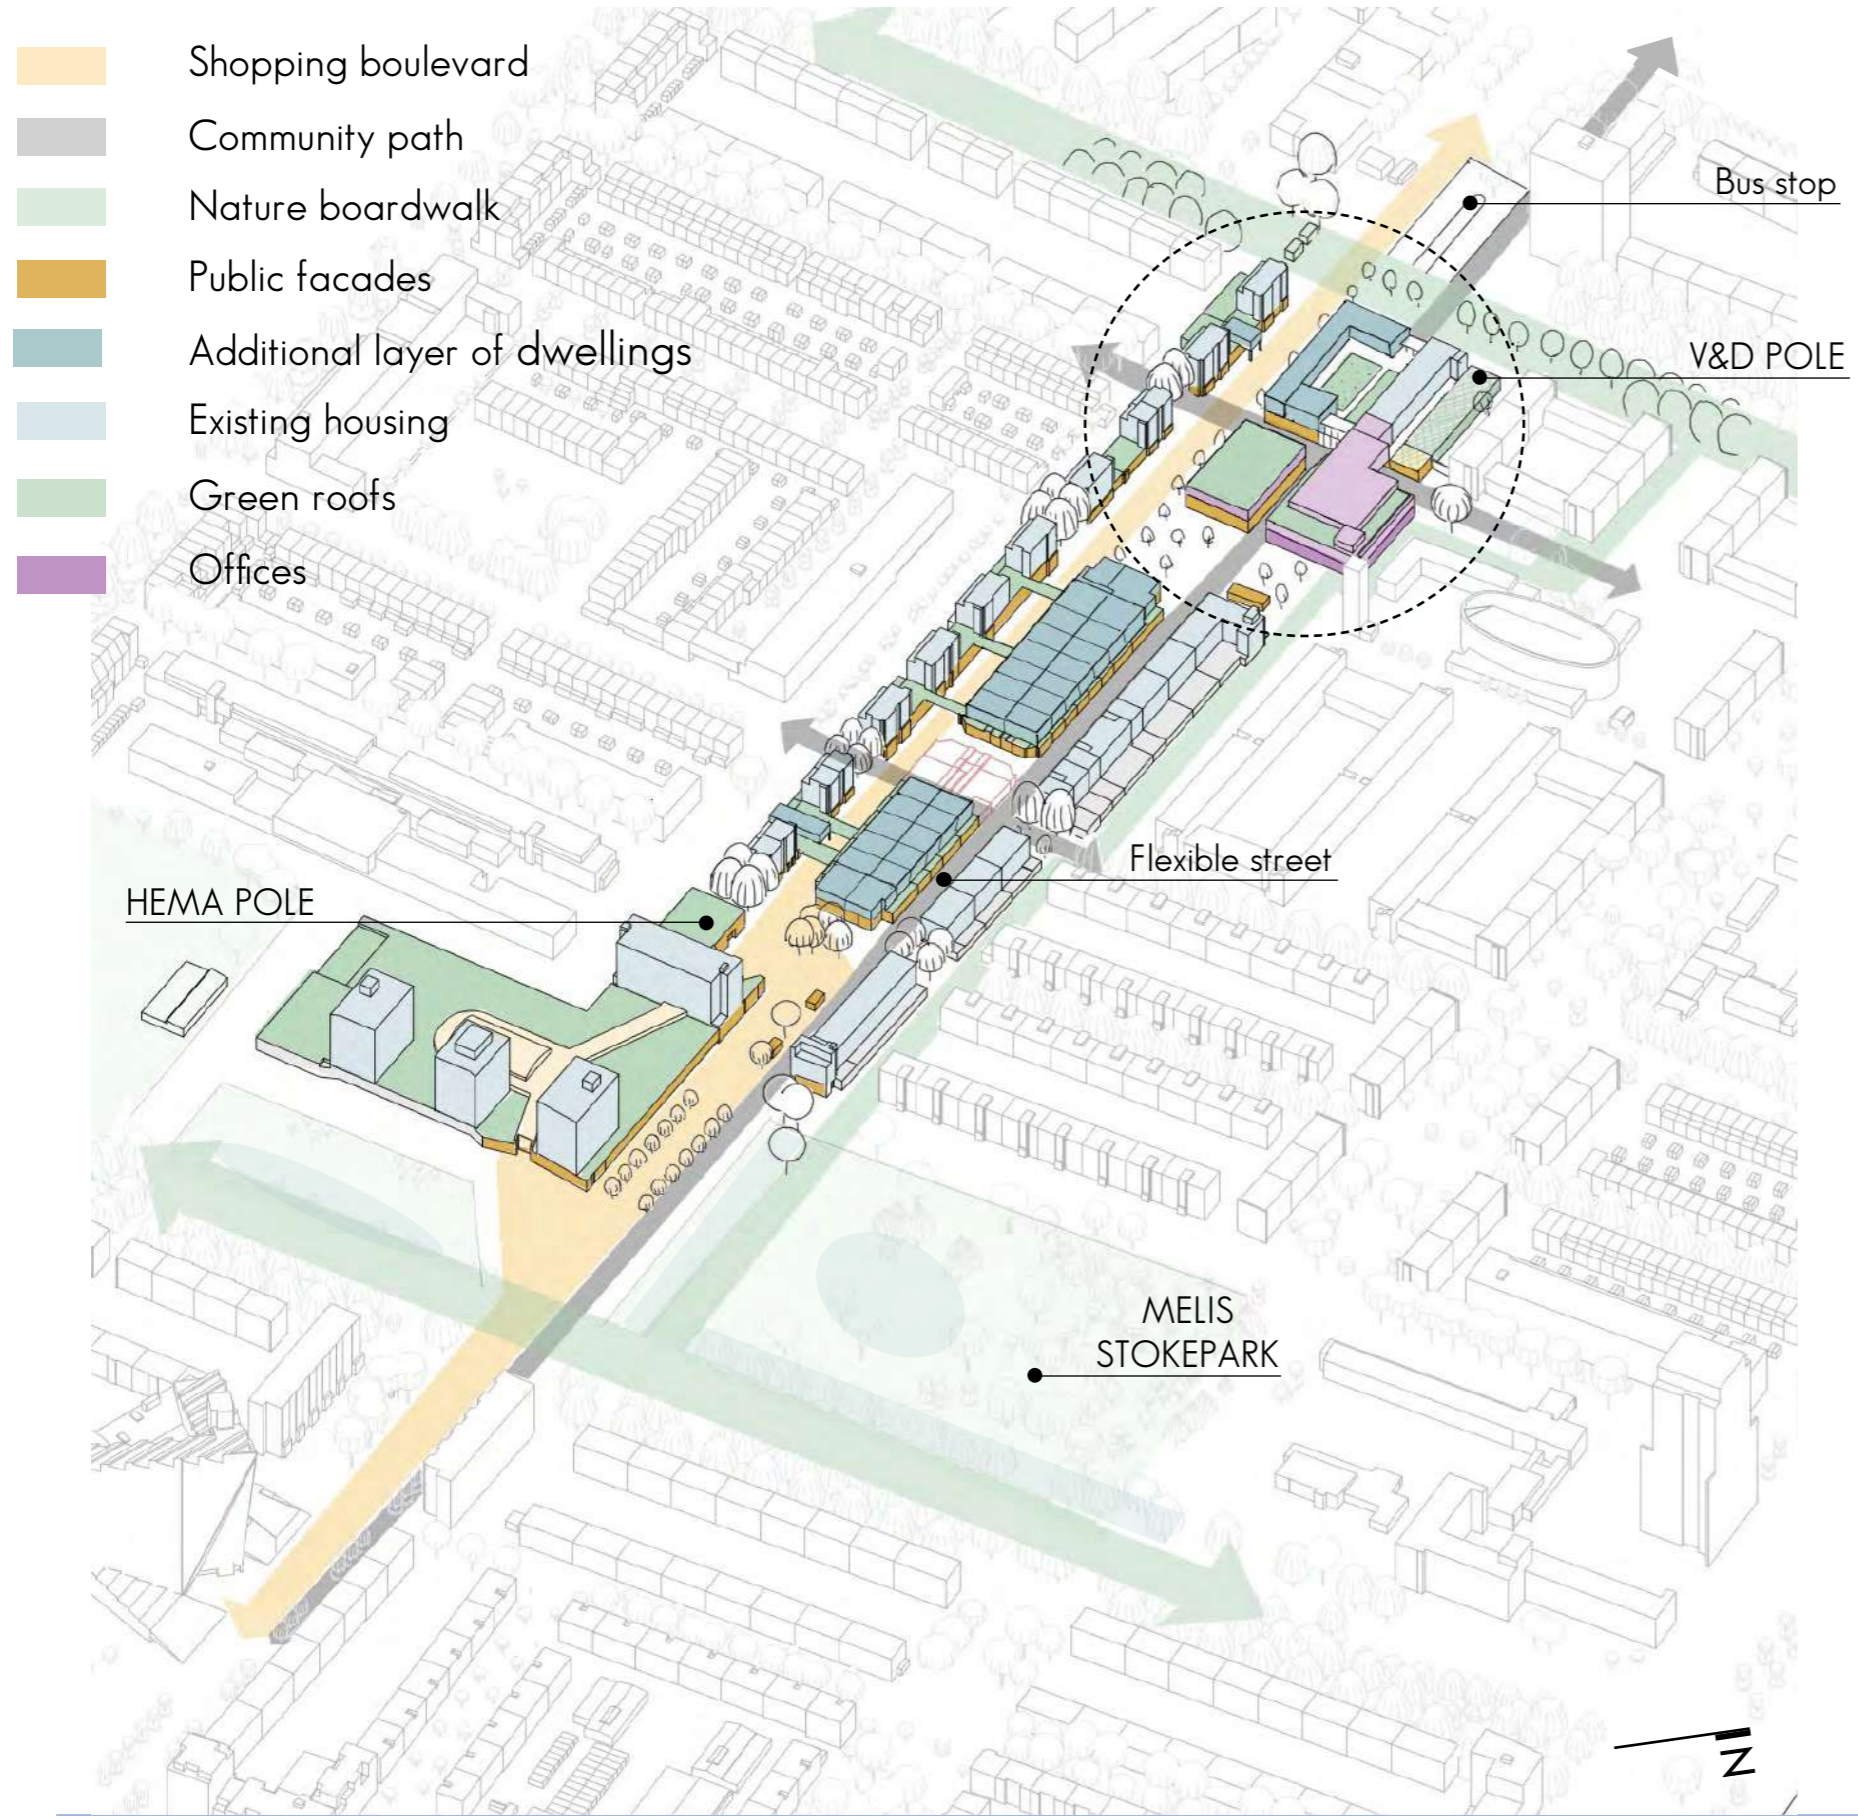 Shopping boulevard
Community path
Nature boardwalk
Public facades
Additional layer of dwellings
Existing housing
Green roofs
Offices
Bus stop
V&D POLE
Flexible street
HEMA POLE
MELIS
STOKEPARK
N